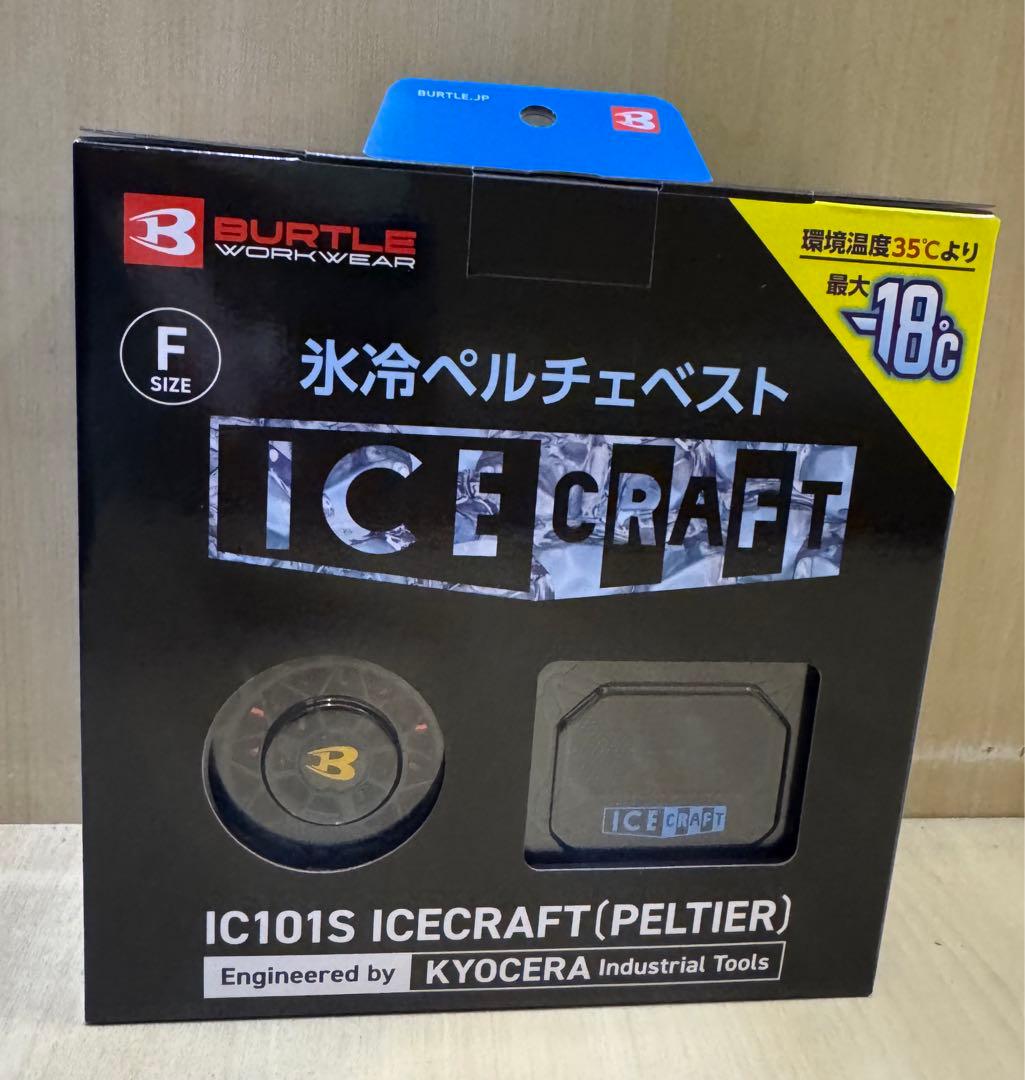 BURTLE.JP
B
B BURTLE
WORKWEAR
環境温度35℃より
最大-18℃
F
SIZE
氷冷ペルチェベスト
ICE CRAFT
B
ICE CRAFT
IC101S ICECRAFT(PELTIER)
Engineered by KYOCERA Industrial Tools